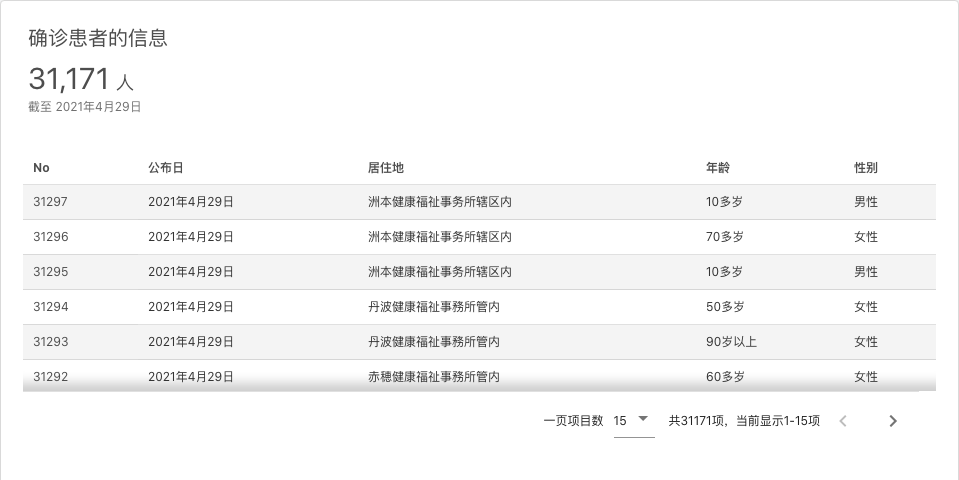 确诊患者的信息
31,171 人
截至 2021年4月29日
No 公布日 居住地 年龄 性别
31297 2021年4月29日 洲本健康福祉事务所辖区内 10多岁 男性
31296 2021年4月29日 洲本健康福祉事务所辖区内 70多岁 女性
31295 2021年4月29日 洲本健康福祉事务所辖区内 10多岁 男性
31294 2021年4月29日 丹波健康福祉事務所管内 50多岁 女性
31293 2021年4月29日 丹波健康福祉事務所管内 90岁以上 女性
31292 2021年4月29日 赤穂健康福祉事務所管内 60多岁 女性
一页项目数 15 共31171项，当前显示1-15项